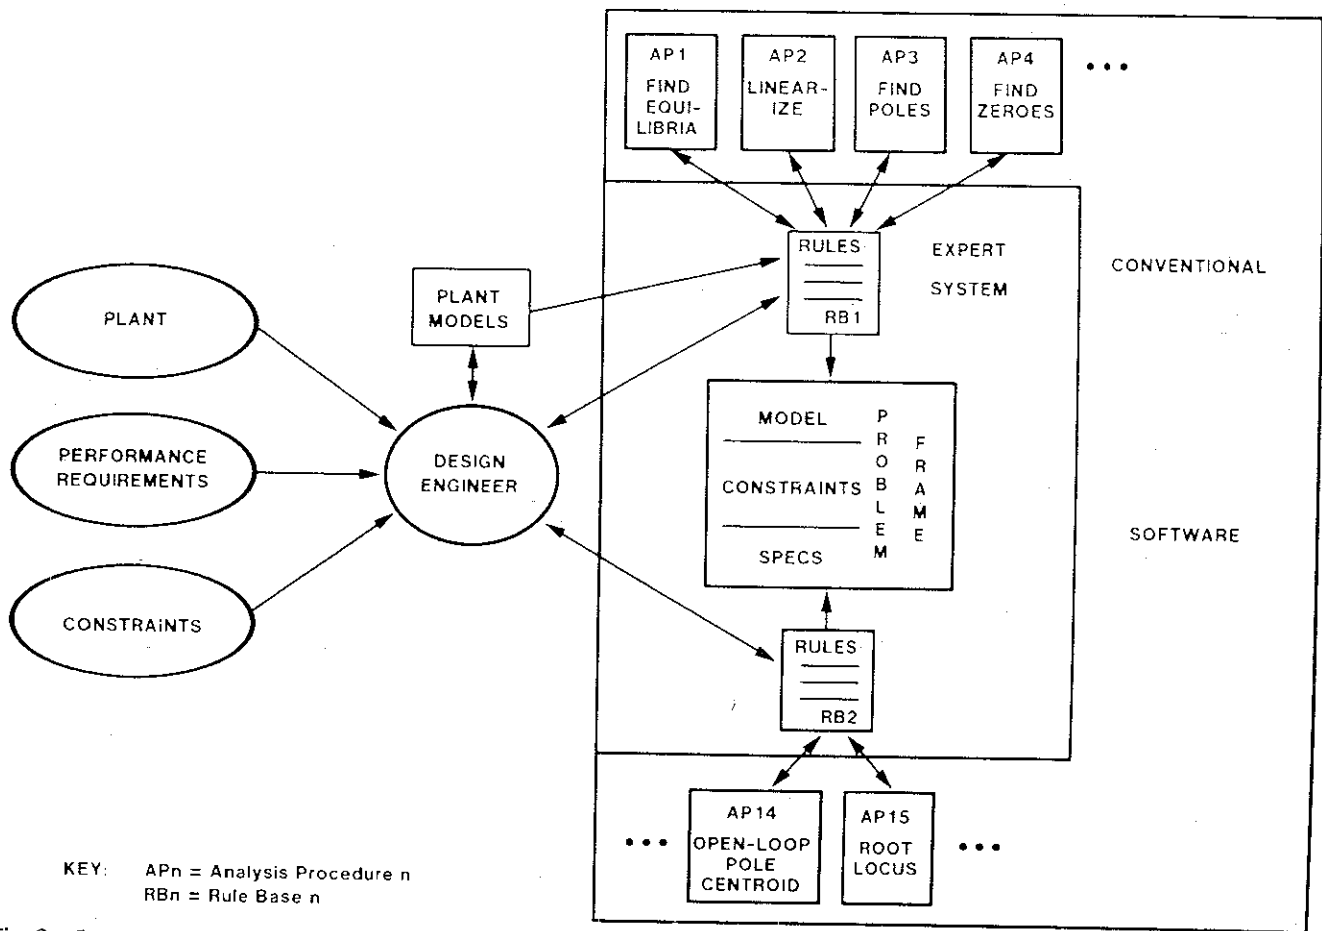 AP1
FIND
EQUI-
LIBRIA
AP2
LINEAR-
IZE
AP3
FIND
POLES
AP4
FIND
ZEROES
•••
RULES
RB1
EXPERT
SYSTEM
CONVENTIONAL
SOFTWARE
PLANT
PLANT
MODELS
PERFORMANCE
REQUIREMENTS
DESIGN
ENGINEER
CONSTRAINTS
MODEL
CONSTRAINTS
SPECS
PROBLEM
FRAME
RULES
RB2
•••
AP14
OPEN-LOOP
POLE
CENTROID
AP15
ROOT
LOCUS
•••
KEY: APn = Analysis Procedure n
RBn = Rule Base n